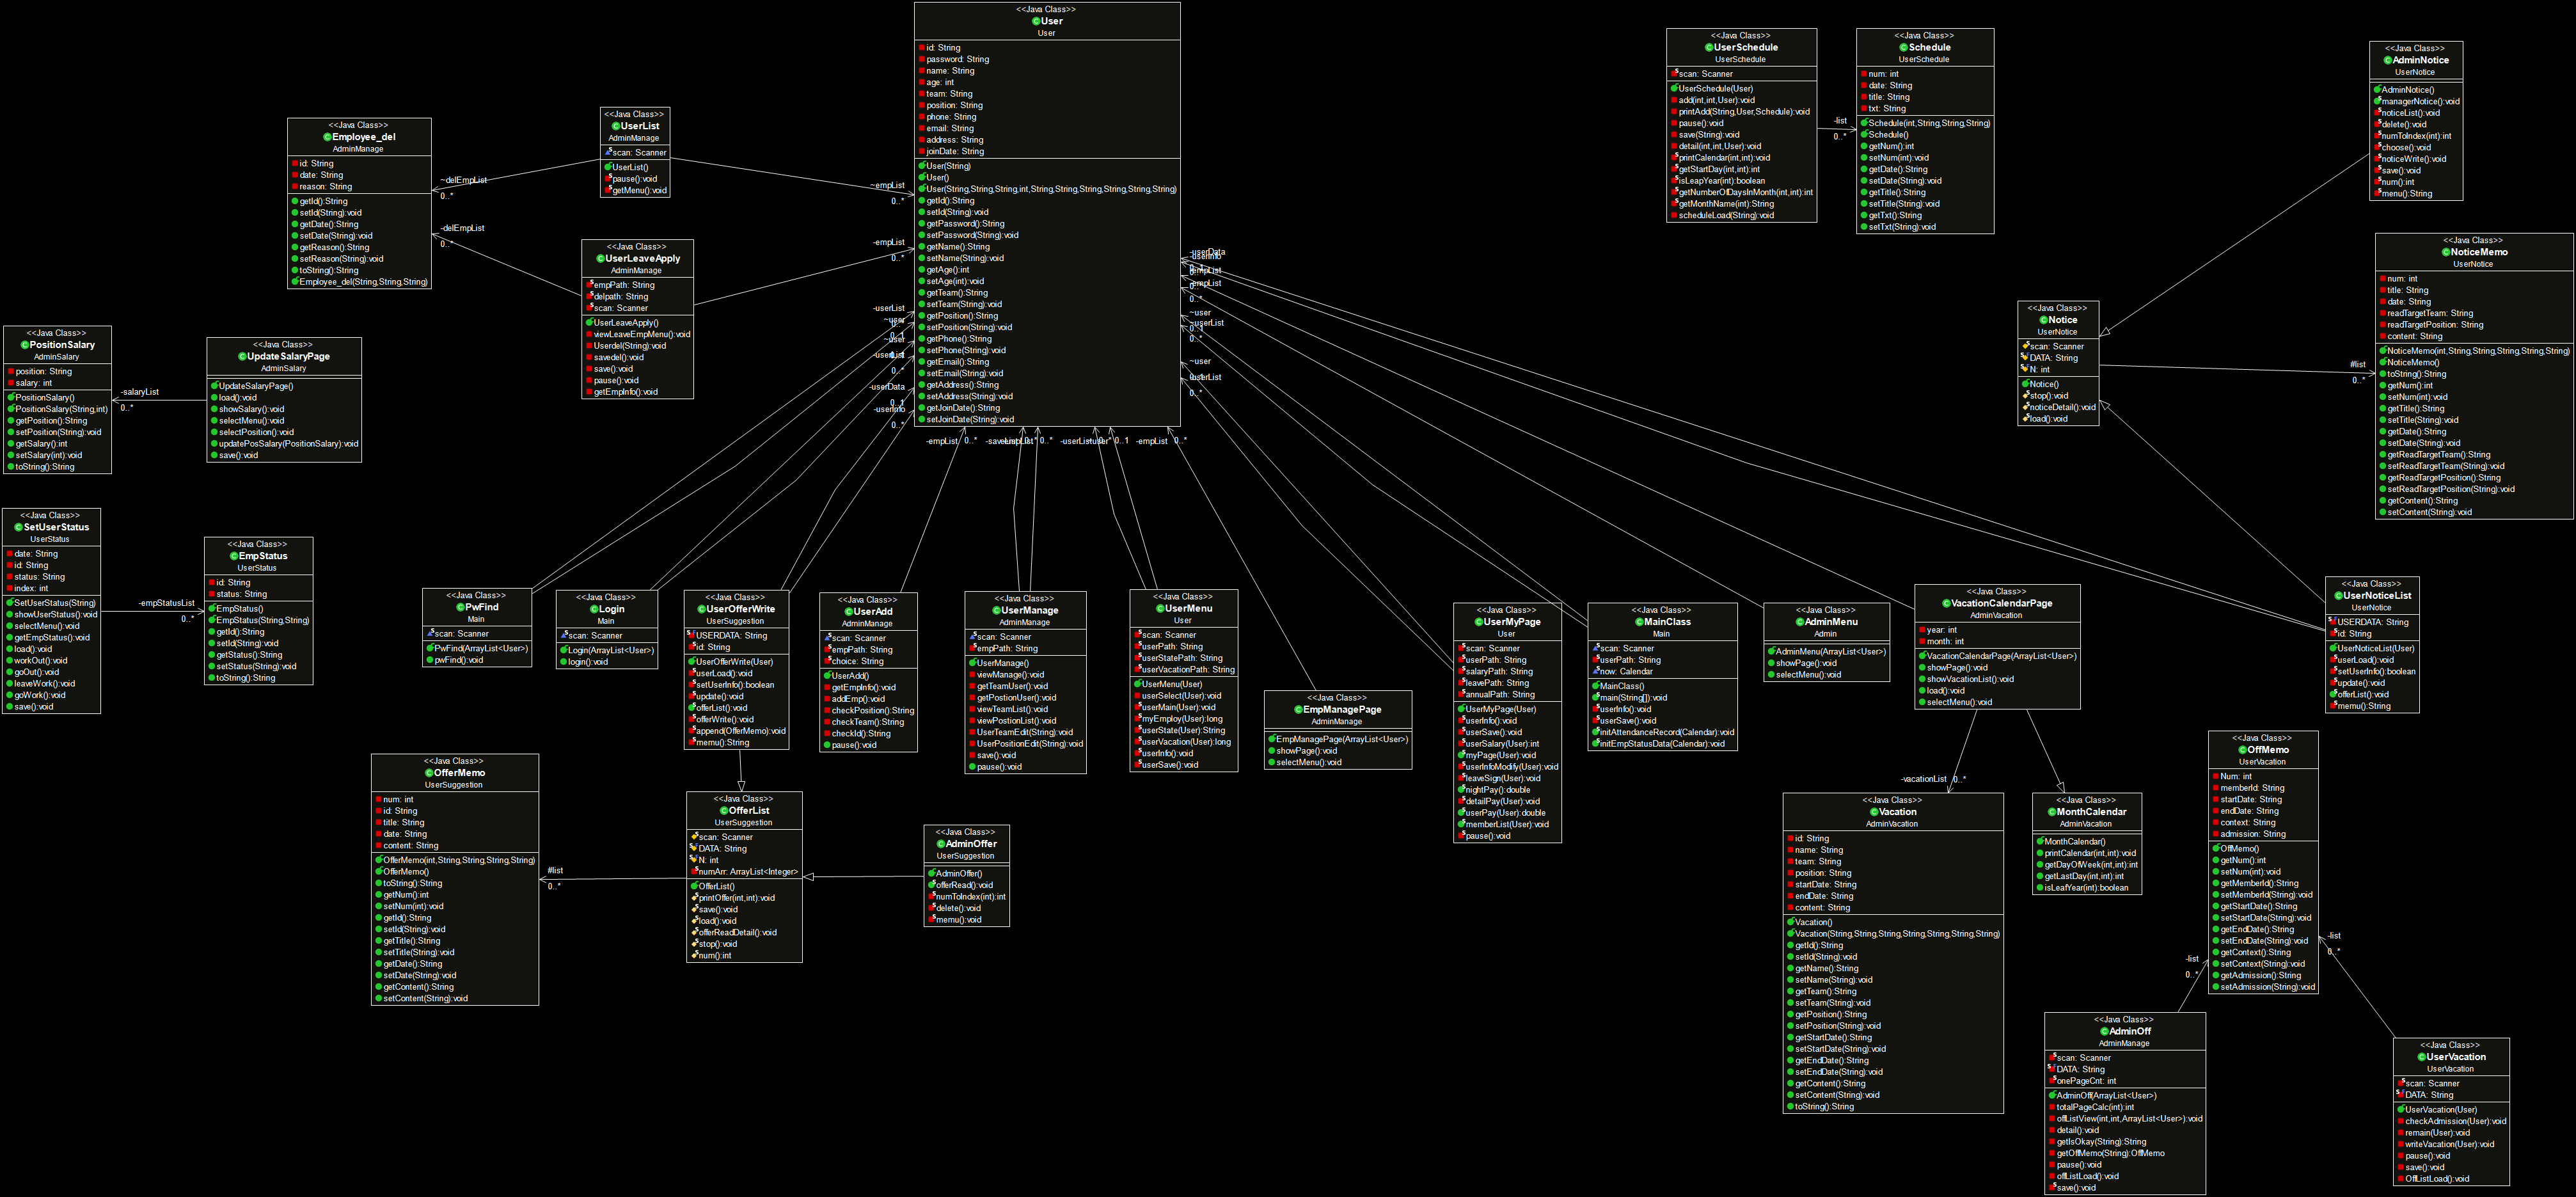 <<Java Class>>
User
User
id: String
password: String
name: String
age: int
team: String
position: String
phone: String
email: String
address: String
joinDate: String
User(String)
User()
User(String,String,String,int,String,String,String,String,String,String)
getId():String
setId(String):void
getPassword():String
setPassword(String):void
getName():String
setName(String):void
getAge():int
setAge(int):void
getTeam():String
setTeam(String):void
getPosition():String
setPosition(String):void
getPhone():String
setPhone(String):void
getEmail():String
setEmail(String):void
getAddress():String
setAddress(String):void
getJoinDate():String
setJoinDate(String):void
<<Java Class>>
UserSchedule
UserSchedule
scan: Scanner
UserSchedule(User)
add(int,int,User):void
printAdd(String,User,Schedule):void
pause():void
save(String):void
detail(int,int,User):void
printCalendar(int,int):void
getStartDay(int,int):int
isLeapYear(int):boolean
getNumberOfDaysInMonth(int,int):int
getMonthName(int):String
scheduleLoad(String):void
-list
0..*
<<Java Class>>
Schedule
UserSchedule
num: int
date: String
title: String
txt: String
Schedule(int,String,String,String)
Schedule()
getNum():int
setNum(int):void
getDate():String
setDate(String):void
getTitle():String
setTitle(String):void
getTxt():String
setTxt(String):void
<<Java Class>>
AdminNotice
UserNotice
AdminNotice()
managerNotice():void
noticeList():void
delete():void
numToIndex(int):int
choose():void
noticeWrite():void
save():void
num():int
menu():String
<<Java Class>>
Employee_del
AdminManage
id: String
date: String
reason: String
getId():String
setId(String):void
getDate():String
setDate(String):void
getReason():String
setReason(String):void
toString():String
Employee_del(String,String,String)
<<Java Class>>
UserList
AdminManage
scan: Scanner
UserList()
pause():void
getMenu():void
~delEmpList
0..*
~empList
0..*
-delEmpList
0..*
-empList
0..*
<<Java Class>>
UserLeaveApply
AdminManage
empPath: String
delpath: String
scan: Scanner
UserLeaveApply()
viewLeaveEmpMenu():void
Userdel(String):void
savedel():void
save():void
pause():void
getEmpInfo():void
<<Java Class>>
NoticeMemo
UserNotice
num: int
title: String
date: String
readTargetTeam: String
readTargetPosition: String
content: String
NoticeMemo(int,String,String,String,String,String)
NoticeMemo()
toString():String
getNum():int
setNum(int):void
getTitle():String
setTitle(String):void
getDate():String
setDate(String):void
getReadTargetTeam():String
setReadTargetTeam(String):void
getReadTargetPosition():String
setReadTargetPosition(String):void
getContent():String
setContent(String):void
<<Java Class>>
Notice
UserNotice
scan: Scanner
DATA: String
N: int
Notice()
stop():void
noticeDetail():void
load():void
#list
0..*
<<Java Class>>
PositionSalary
AdminSalary
position: String
salary: int
PositionSalary()
PositionSalary(String,int)
getPosition():String
setPosition(String):void
getSalary():int
setSalary(int):void
toString():String
-salaryList
0..*
<<Java Class>>
UpdateSalaryPage
AdminSalary
UpdateSalaryPage()
load():void
showSalary():void
selectMenu():void
selectPosition():void
updatePosSalary(PositionSalary):void
save():void
-userList
~user
-userData
-userInfo
0..*
-empList
0..*
~user
-userList
~user
-userList
0..*
-empList
0..*
0..*
0..1
-empList
0..*
<<Java Class>>
SetUserStatus
UserStatus
date: String
id: String
status: String
index: int
SetUserStatus(String)
showUserStatus():void
selectMenu():void
getEmpStatus():void
load():void
workOut():void
goOut():void
leaveWork():void
goWork():void
save():void
-empStatusList
0..*
<<Java Class>>
EmpStatus
UserStatus
id: String
status: String
EmpStatus()
EmpStatus(String,String)
getId():String
setId(String):void
getStatus():String
setStatus(String):void
toString():String
<<Java Class>>
PwFind
Main
scan: Scanner
PwFind(ArrayList<User>)
pwFind():void
<<Java Class>>
Login
Main
scan: Scanner
Login(ArrayList<User>)
login():void
<<Java Class>>
UserOfferWrite
UserSuggestion
USERDATA: String
id: String
UserOfferWrite(User)
userLoad():void
setUserInfo():boolean
update():void
offerList():void
offerWrite():void
append(OfferMemo):void
memu():String
<<Java Class>>
UserAdd
AdminManage
scan: Scanner
empPath: String
choice: String
UserAdd()
getEmpInfo():void
addEmp():void
checkPosition():String
checkTeam():String
checkId():String
pause():void
<<Java Class>>
UserManage
AdminManage
scan: Scanner
empPath: String
UserManage()
viewManage():void
getTeamUser():void
getPostionUser():void
viewTeamList():void
viewPostionList():void
UserTeamEdit(String):void
UserPositionEdit(String):void
save():void
pause():void
<<Java Class>>
UserMenu
User
scan: Scanner
userPath: String
userStatePath: String
userVacationPath: String
UserMenu(User)
userSelect(User):void
userMain(User):void
myEmploy(User):long
userState(User):String
userVacation(User):long
userInfo():void
userSave():void
<<Java Class>>
EmpManagePage
AdminManage
EmpManagePage(ArrayList<User>)
showPage():void
selectMenu():void
<<Java Class>>
UserMyPage
User
scan: Scanner
userPath: String
salaryPath: String
leavePath: String
annualPath: String
UserMyPage(User)
userInfo():void
userSave():void
userSalary(User):int
myPage(User):void
userInfoModify(User):void
leaveSign(User):void
nightPay():double
detailPay(User):void
userPay(User):double
memberList(User):void
pause():void
<<Java Class>>
MainClass
Main
scan: Scanner
userPath: String
now: Calendar
MainClass()
main(String[]):void
userInfo():void
userSave():void
initAttendanceRecord(Calendar):void
initEmpStatusData(Calendar):void
<<Java Class>>
AdminMenu
Admin
AdminMenu(ArrayList<User>)
showPage():void
selectMenu():void
<<Java Class>>
VacationCalendarPage
AdminVacation
year: int
month: int
VacationCalendarPage(ArrayList<User>)
showPage():void
showVacationList():void
load():void
selectMenu():void
<<Java Class>>
UserNoticeList
UserNotice
USERDATA: String
id: String
UserNoticeList(User)
userLoad():void
setUserInfo():boolean
update():void
offerList():void
memu():String
<<Java Class>>
OfferMemo
UserSuggestion
num: int
id: String
title: String
date: String
content: String
OfferMemo(int,String,String,String,String)
OfferMemo()
toString():String
getNum():int
setNum(int):void
getId():String
setId(String):void
getTitle():String
setTitle(String):void
getDate():String
setDate(String):void
getContent():String
setContent(String):void
#list
0..*
<<Java Class>>
OfferList
UserSuggestion
scan: Scanner
DATA: String
N: int
numArr: ArrayList<Integer>
OfferList()
printOffer(int,int):void
save():void
load():void
offerReadDetail():void
stop():void
num():int
<<Java Class>>
AdminOffer
UserSuggestion
AdminOffer()
offerRead():void
numToIndex(int):int
delete():void
memu():void
-vacationList
0..*
<<Java Class>>
Vacation
AdminVacation
id: String
name: String
team: String
position: String
startDate: String
endDate: String
content: String
Vacation()
Vacation(String,String,String,String,String,String,String)
getId():String
setId(String):void
getName():String
setName(String):void
getTeam():String
setTeam(String):void
getPosition():String
setPosition(String):void
getStartDate():String
setStartDate(String):void
getEndDate():String
setEndDate(String):void
getContent():String
setContent(String):void
toString():String
<<Java Class>>
MonthCalendar
AdminVacation
MonthCalendar()
printCalendar(int,int):void
getDayOfWeek(int,int):int
getLastDay(int,int):int
isLeafYear(int):boolean
<<Java Class>>
OffMemo
UserVacation
Num: int
memberId: String
startDate: String
endDate: String
context: String
admission: String
OffMemo()
getNum():int
setNum(int):void
getMemberId():String
setMemberId(String):void
getStartDate():String
setStartDate(String):void
getEndDate():String
setEndDate(String):void
getContext():String
setContext(String):void
getAdmission():String
setAdmission(String):void
-list
0..*
-list
0..*
<<Java Class>>
AdminOff
AdminManage
scan: Scanner
DATA: String
onePageCnt: int
AdminOff(ArrayList<User>)
totalPageCalc(int):int
offListView(int,int,ArrayList<User>):void
detail():void
getIsOkay(String):String
getOffMemo(String):OffMemo
pause():void
offListLoad():void
save():void
<<Java Class>>
UserVacation
UserVacation
scan: Scanner
DATA: String
UserVacation(User)
checkAdmission(User):void
remain(User):void
writeVacation(User):void
pause():void
save():void
OffListLoad():void